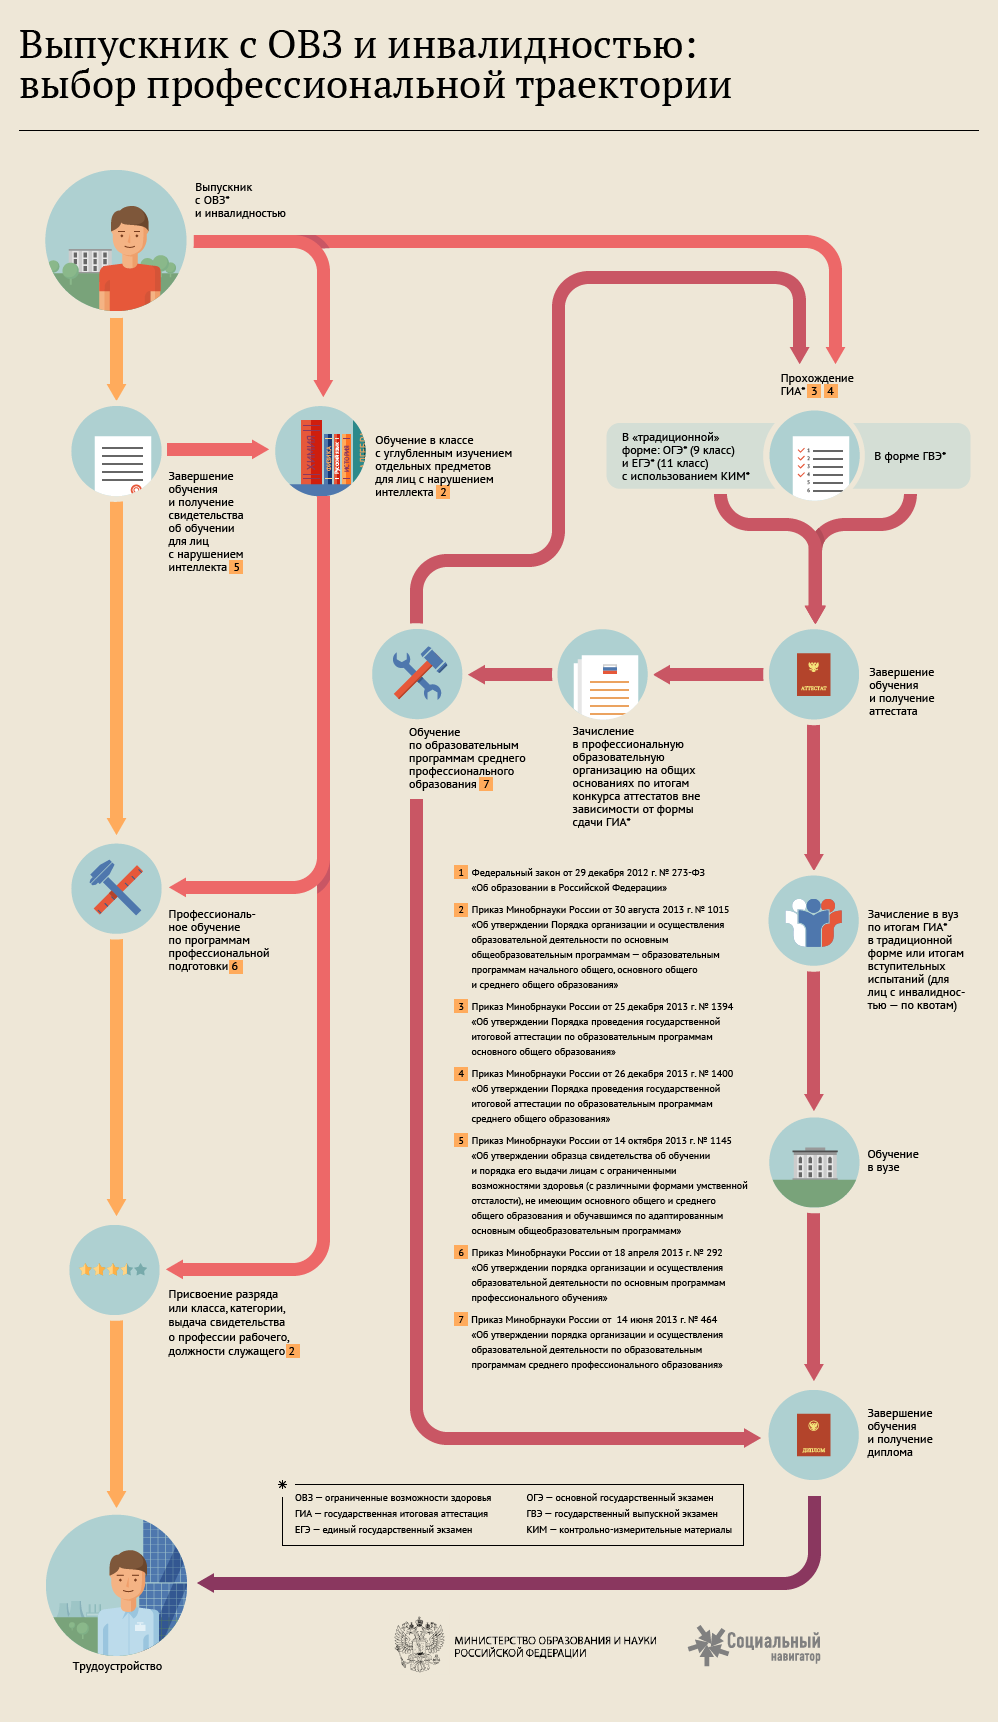 Выпускник с ОВЗ и инвалидностью:
выбор профессиональной траектории
Выпускник
с ОВЗ*
и инвалидностью
Прохождение
ГИА* 3 4
В «традиционной»
форме: ОГЭ* (9 класс)
и ЕГЭ* (11 класс)
с использованием КИМ*
1
2
3
4
5
6
В форме ГВЭ*
Завершение
обучения
и получение
свидетельства
об обучении
для лиц
с нарушением
интеллекта 5
ФИЗИКА
ИСТОРИЯ
Обучение в классе
с углубленным изучением
отдельных предметов
для лиц с нарушением
интеллекта 2
Обучение
по образовательным
программам среднего
профессионального
образования 7
Зачисление
в профессиональную
образовательную
организацию на общих
основаниях по итогам
конкурса аттестатов вне
зависимости от формы
сдачи ГИА*
АТТЕСТАТ
Завершение
обучения
и получение
аттестата
Профессиональ-
ное обучение
по программам
профессиональной
подготовки 6
1 Федеральный закон от 29 декабря 2012 г. № 273-ФЗ
«Об образовании в Российской Федерации»
2 Приказ Минобрнауки России от 30 августа 2013 г. № 1015
«Об утверждении Порядка организации и осуществления
образовательной деятельности по основным
общеобразовательным программам — образовательным
программам начального общего, основного общего
и среднего общего образования»
3 Приказ Минобрнауки России от 25 декабря 2013 г. № 1394
«Об утверждении Порядка проведения государственной
итоговой аттестации по образовательным программам
основного общего образования»
4 Приказ Минобрнауки России от 26 декабря 2013 г. № 1400
«Об утверждении Порядка проведения государственной
итоговой аттестации по образовательным программам
среднего общего образования»
5 Приказ Минобрнауки России от 14 октября 2013 г. № 1145
«Об утверждении образца свидетельства об обучении
и порядка его выдачи лицам с ограниченными
возможностями здоровья (с различными формами умственной
отсталости), не имеющим основного общего и среднего
общего образования и обучавшимся по адаптированным
основным общеобразовательным программам»
6 Приказ Минобрнауки России от 18 апреля 2013 г. № 292
«Об утверждении порядка организации и осуществления
образовательной деятельности по основным программам
профессионального обучения»
7 Приказ Минобрнауки России от 14 июня 2013 г. № 464
«Об утверждении порядка организации и осуществления
образовательной деятельности по образовательным
программам среднего профессионального образования»
Зачисление в вуз
по итогам ГИА*
в традиционной
форме или итогам
вступительных
испытаний (для
лиц с инвалиднос-
тью — по квотам)
Обучение
в вузе
Присвоение разряда
или класса, категории,
выдача свидетельства
о профессии рабочего,
должности служащего 2
ДИПЛОМ
Завершение
обучения
и получение
диплома
*
ОВЗ — ограниченные возможности здоровья
ГИА — государственная итоговая аттестация
ЕГЭ — единый государственный экзамен
ОГЭ — основной государственный экзамен
ГВЭ — государственный выпускной экзамен
КИМ — контрольно-измерительные материалы
Трудоустройство
МИНИСТЕРСТВО ОБРАЗОВАНИЯ И НАУКИ
РОССИЙСКОЙ ФЕДЕРАЦИИ
Социальный
навигатор